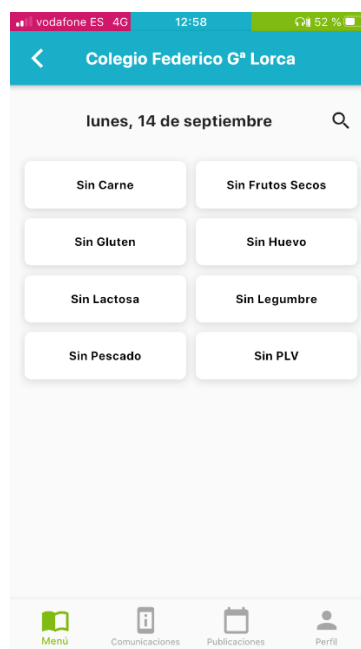 vodafone ES 4G 12:58 52 %
Colegio Federico Gª Lorca
lunes, 14 de septiembre
Sin Carne Sin Frutos Secos
Sin Gluten Sin Huevo
Sin Lactosa Sin Legumbre
Sin Pescado Sin PLV
Menú Comunicaciones Publicaciones Perfil